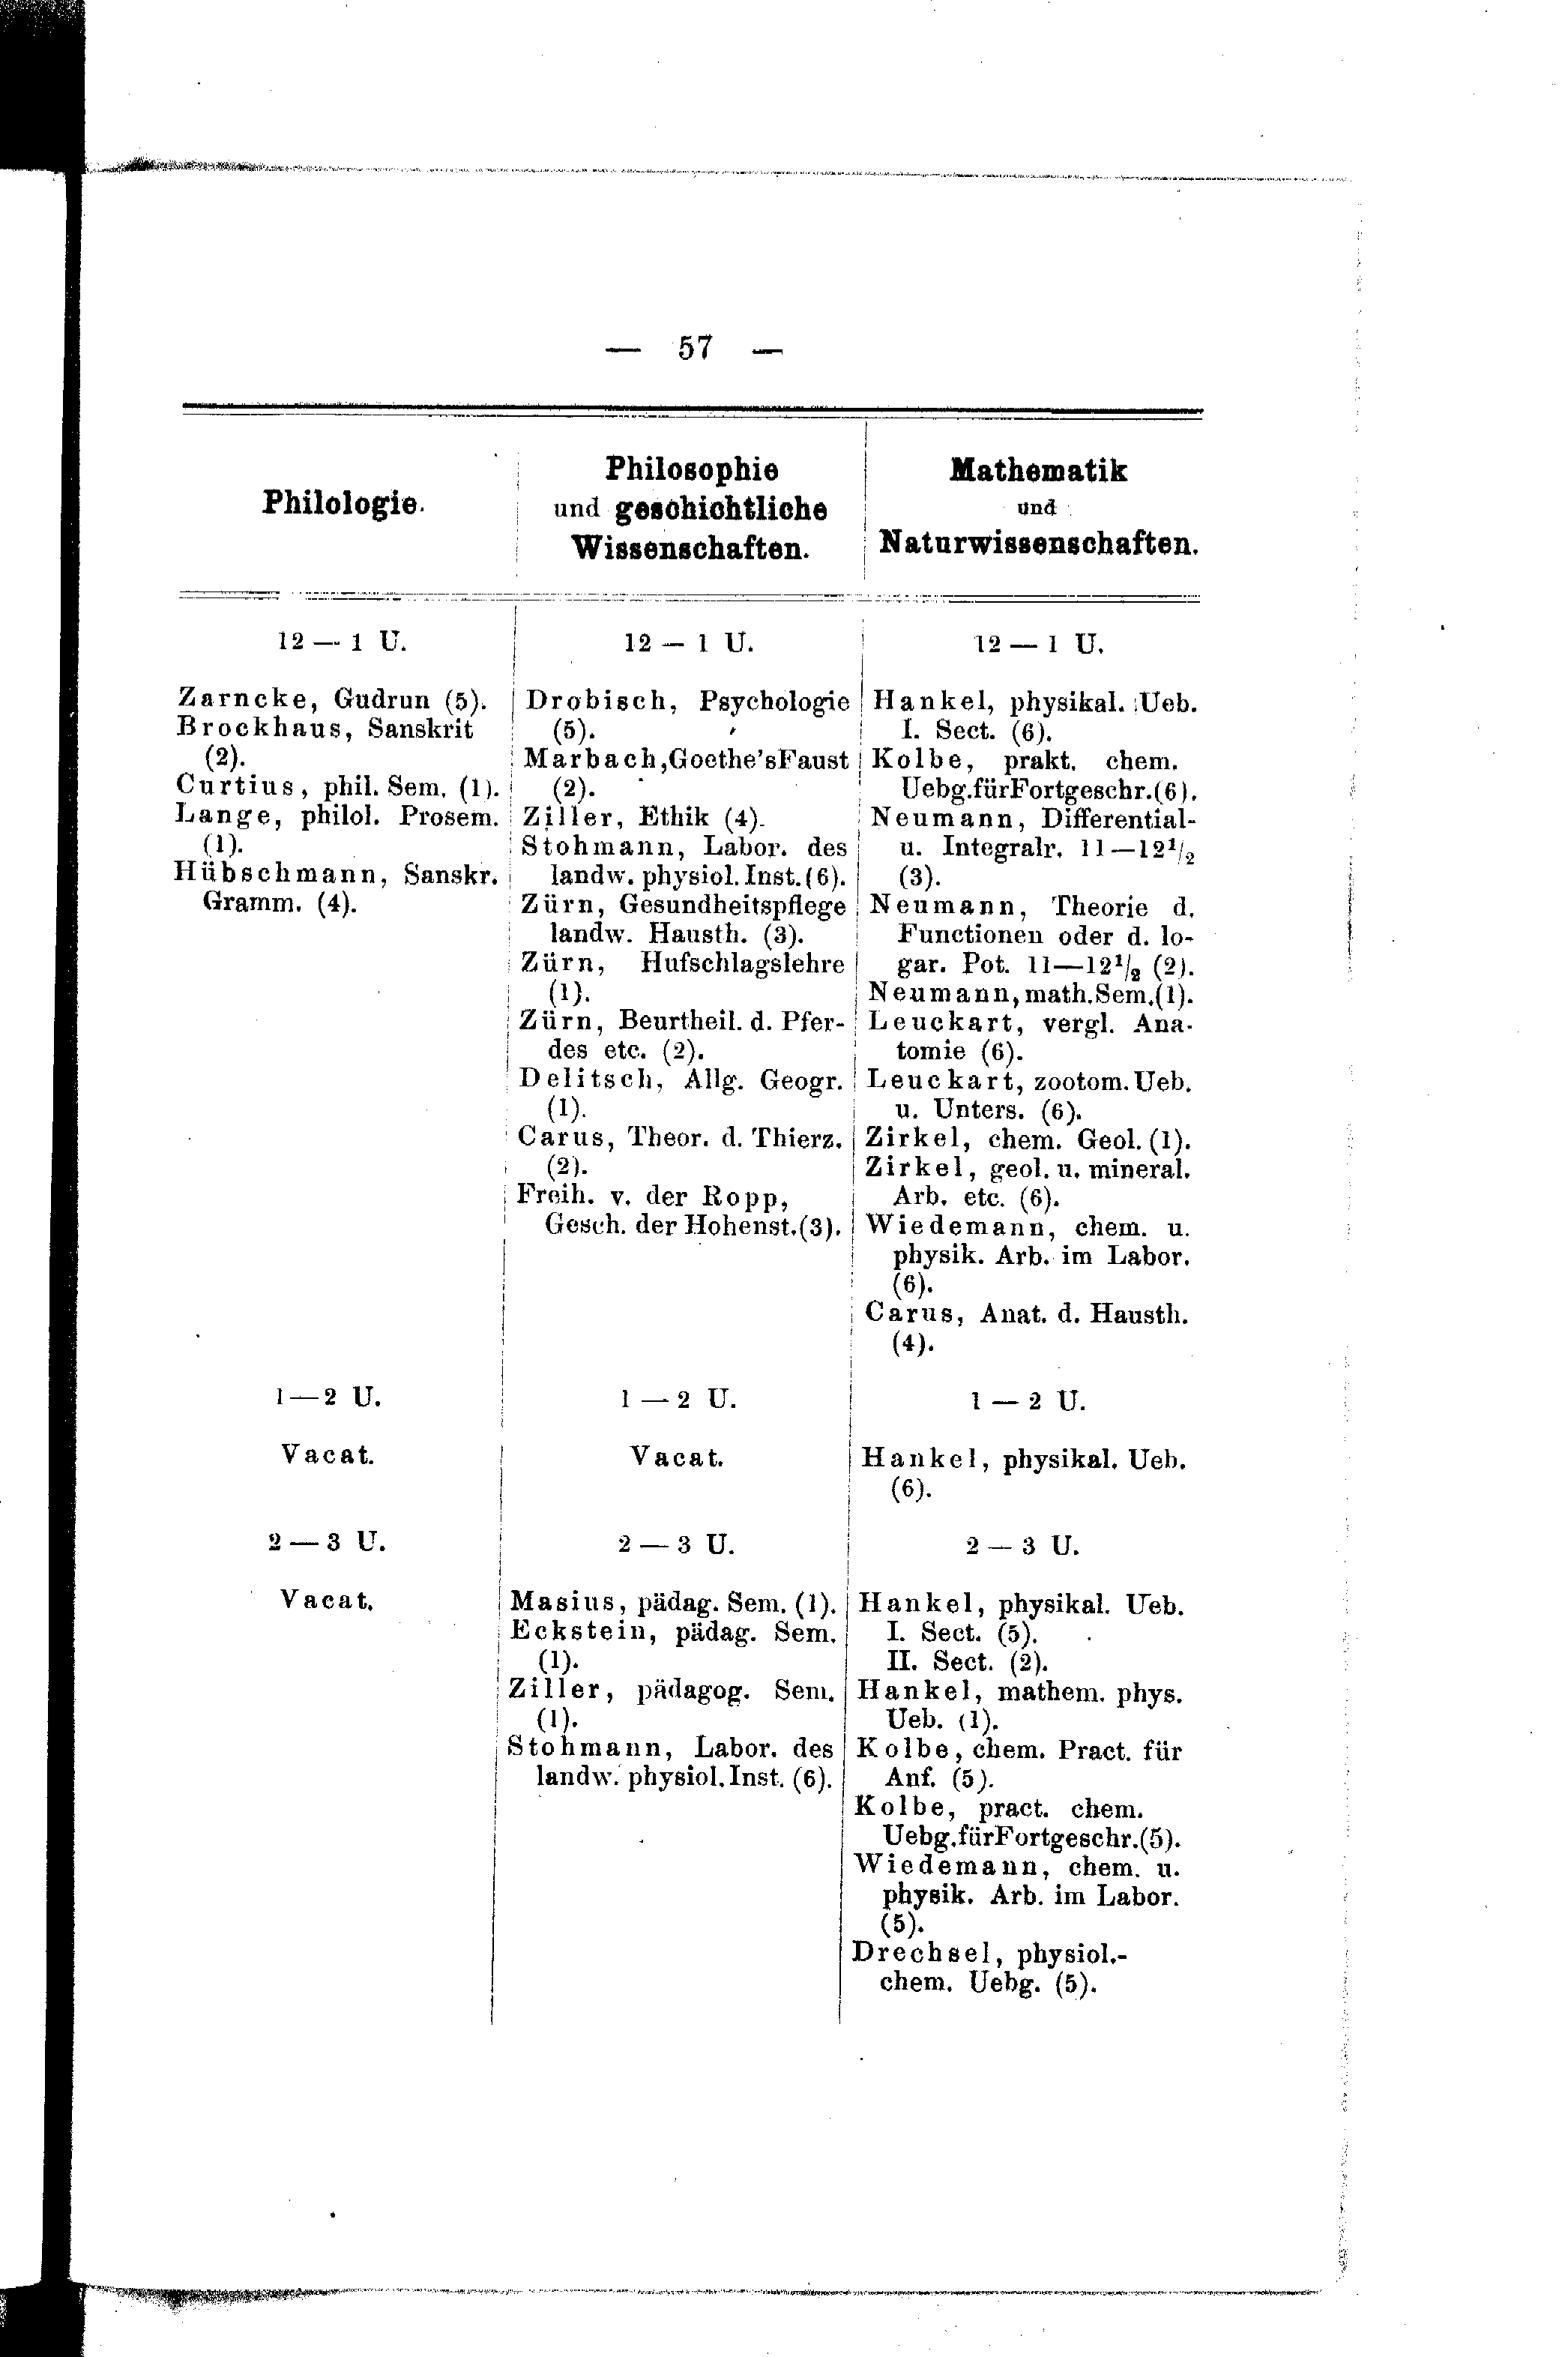 — 57 —
Philologie.
12 — 1 U.
Zarncke, Gudrun (5).
Brockhaus, Sanskrit
(2).
Curtius, phil. Sem. (1).
Lange, philol. Prosem.
(1).
Hübschmann, Sanskr.
Gramm. (4).
1—2 U.
Vacat.
2 — 3 U.
Vacat.
Philosophie
und geschichtliche
Wissenschaften.
12 — 1 U.
Drobisch, Psychologie
(5).
Marbach, Goethe's Faust
(2).
Ziller, Ethik (4).
Stohmann, Labor. des
landw. physiol. Inst. (6).
Zürn, Gesundheitspflege
landw. Hausth. (3).
Zürn, Hufschlagslehre
(1).
Zürn, Beurtheil. d. Pfer-
des etc. (2).
Delitsch, Allg. Geogr.
(1).
Carus, Theor. d. Thierz.
(2).
Freih. v. der Ropp,
Gesch. der Hohenst. (3).
1 — 2 U.
Vacat.
2 — 3 U.
Masius, pädag. Sem. (1).
Eckstein, pädag. Sem.
(1).
Ziller, pädagog. Sem.
(1).
Stohmann, Labor. des
landw. physiol. Inst. (6).
Mathematik
und
Naturwissenschaften.
12 — 1 U.
Hankel, physikal. Ueb.
I. Sect. (6).
Kolbe, prakt. chem.
Uebg. für Fortgeschr. (6).
Neumann, Differential-
u. Integralr. 11—12½
(3).
Neumann, Theorie d.
Functionen oder d. lo-
gar. Pot. 11—12½ (2).
Neumann, math. Sem. (1).
Leuckart, vergl. Ana-
tomie (6).
Leuckart, zootom. Ueb.
u. Unters. (6).
Zirkel, chem. Geol. (1).
Zirkel, geol. u. mineral.
Arb. etc. (6).
Wiedemann, chem. u.
physik. Arb. im Labor.
(6).
Carus, Anat. d. Hausth.
(4).
1 — 2 U.
Hankel, physikal. Ueb.
(6).
2 — 3 U.
Hankel, physikal. Ueb.
I. Sect. (5).
II. Sect. (2).
Hankel, mathem. phys.
Ueb. (1).
Kolbe, chem. Pract. für
Anf. (5).
Kolbe, pract. chem.
Uebg. für Fortgeschr. (5).
Wiedemann, chem. u.
physik. Arb. im Labor.
(5).
Drechsel, physiol.-
chem. Uebg. (5).